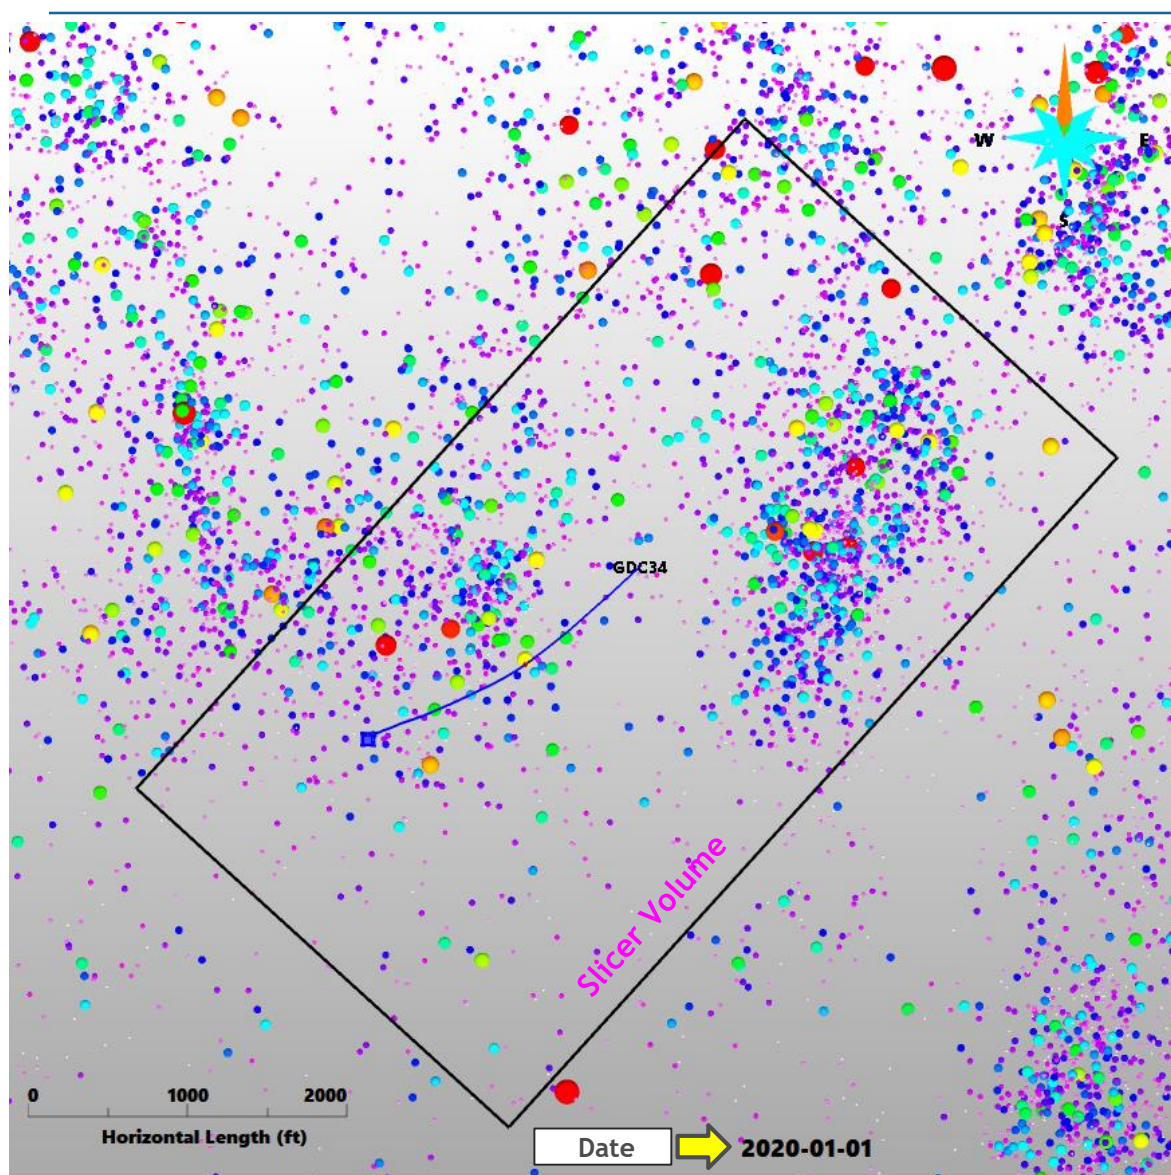 W
E
S
GDC34
Slicer Volume
0 1000 2000
Horizontal Length (ft)
Date 2020-01-01